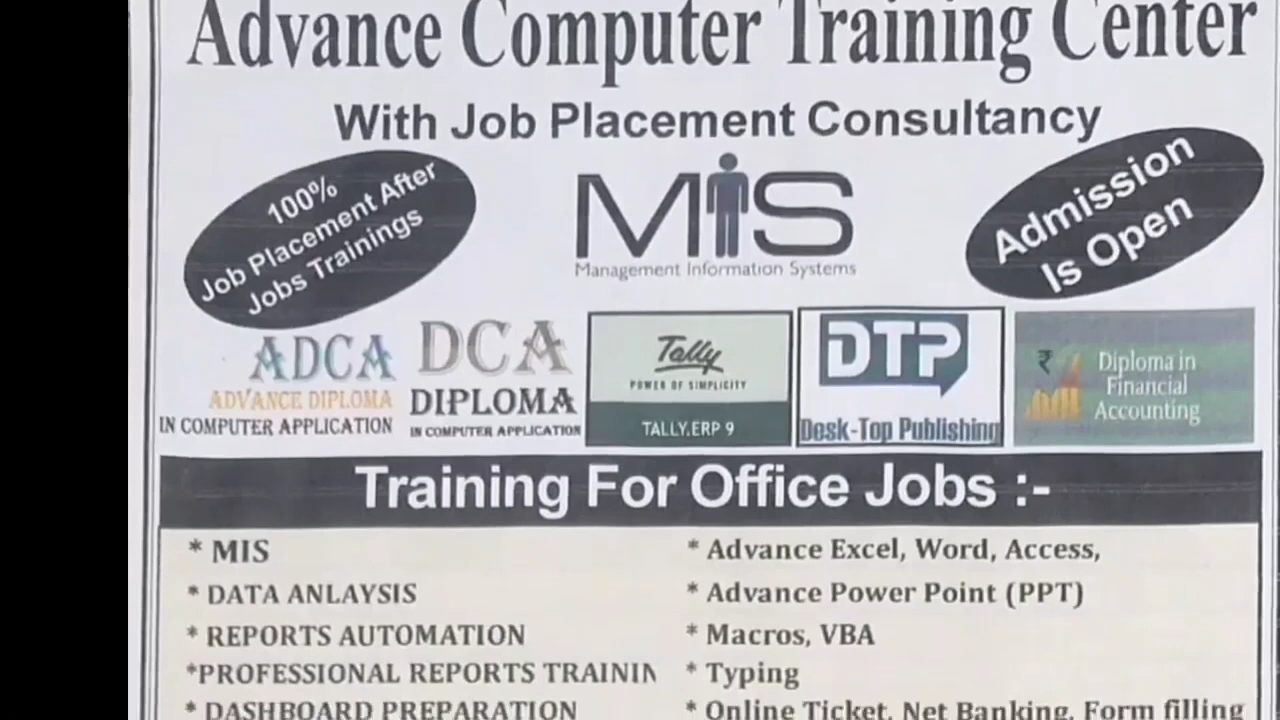 Advance Computer Training Center
With Job Placement Consultancy
100%
Job Placement After
Jobs Trainings
MIS
Management Information Systems
Admission
Is Open
ADCA
ADVANCE DIPLOMA
IN COMPUTER APPLICATION
DCA
DIPLOMA
IN COMPUTER APPLICATION
Tally
POWER OF SIMPLICITY
TALLY.ERP 9
DTP
Desk-Top Publishing
₹
Diploma in
Financial
Accounting
Training For Office Jobs :-
* MIS
* DATA ANLAYSIS
* REPORTS AUTOMATION
*PROFESSIONAL REPORTS TRAININ
* DASHBOARD PREPARATION
* Advance Excel, Word, Access,
* Advance Power Point (PPT)
* Macros, VBA
* Typing
* Online Ticket, Net Banking, Form filling